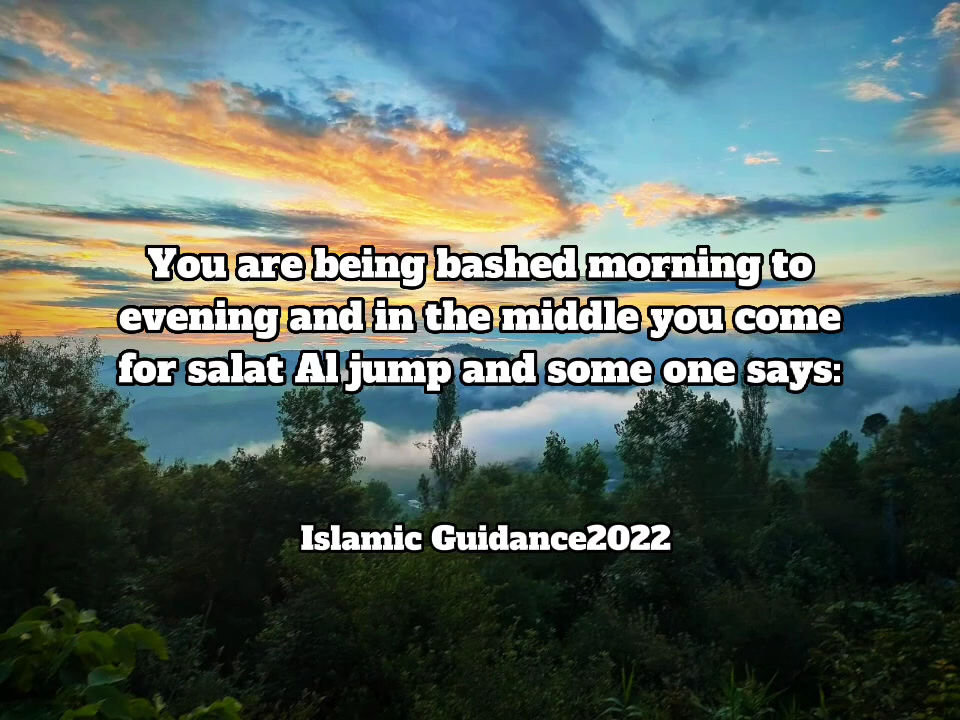 You are being bashed morning to
evening and in the middle you come
for salat Al jump and some one says:
Islamic Guidance2022